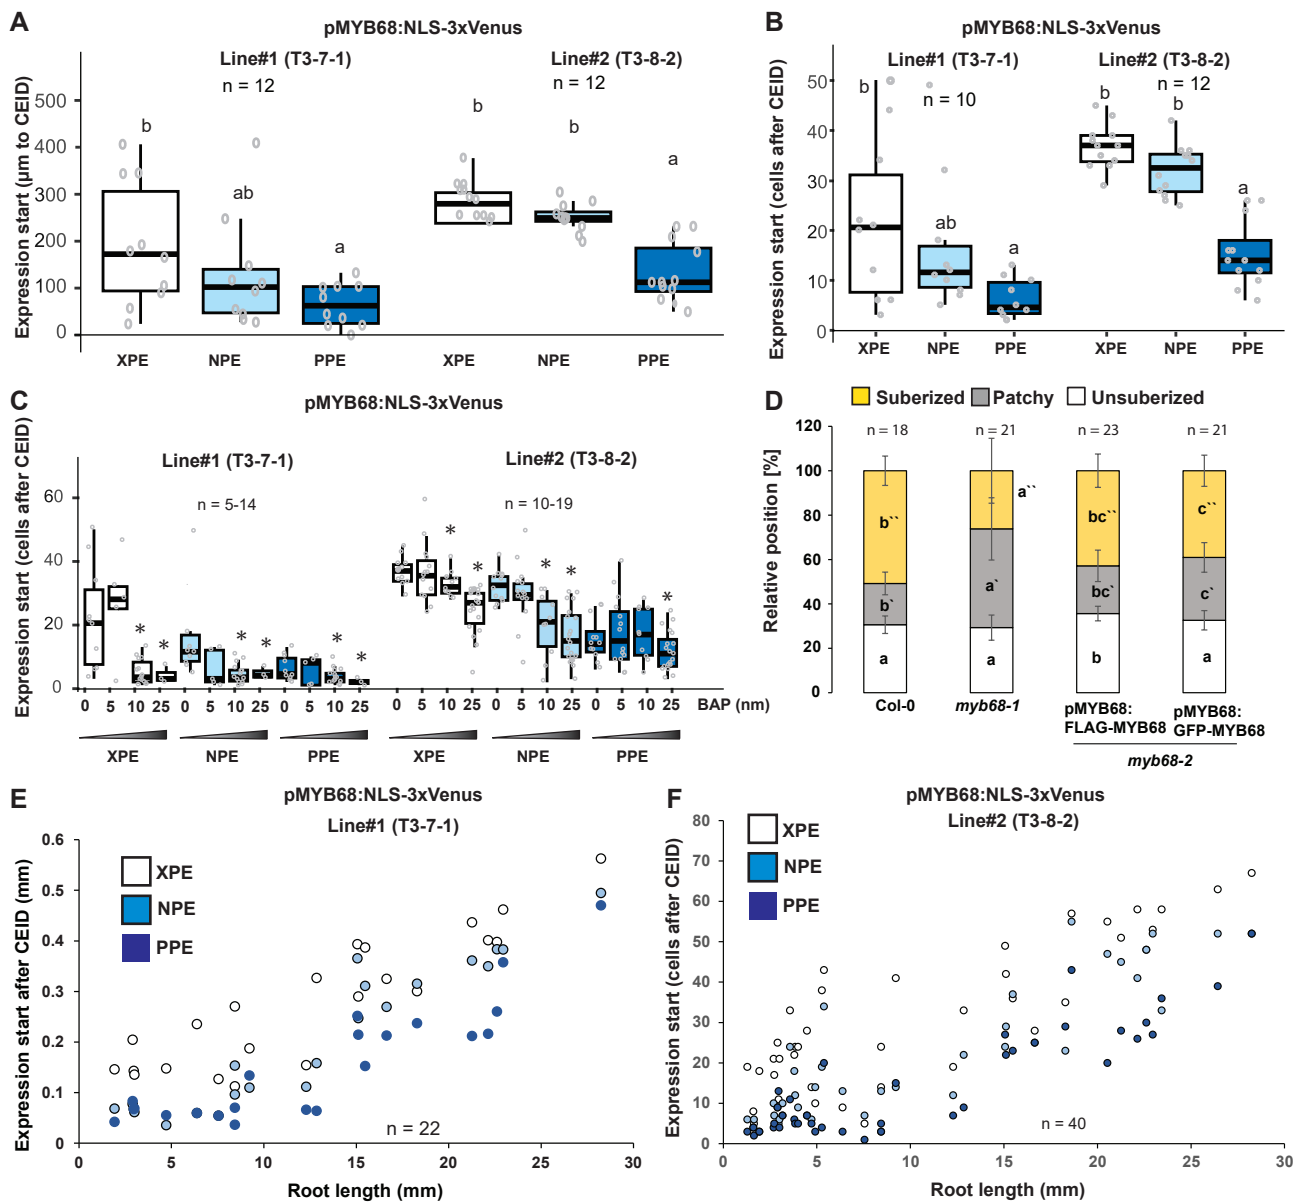 A
pMYB68:NLS-3xVenus
Line#1 (T3-7-1)
n = 12
Line#2 (T3-8-2)
n = 12
Expression start (µm to CEID)
500
400
300
200
100
0
b
ab
a
b
b
a
XPE
NPE
PPE
XPE
NPE
PPE
B
pMYB68:NLS-3xVenus
Line#1 (T3-7-1)
n = 10
Line#2 (T3-8-2)
n = 12
Expression start (cells after CEID)
50
40
30
20
10
0
b
ab
a
b
b
a
XPE
NPE
PPE
XPE
NPE
PPE
C
pMYB68:NLS-3xVenus
Line#1 (T3-7-1)
n = 5-14
Line#2 (T3-8-2)
n = 10-19
Expression start (cells after CEID)
60
40
20
0
* * * * * *
* * * * *
0 5 10 25 0 5 10 25 0 5 10 25
0 5 10 25 0 5 10 25 0 5 10 25
BAP (nm)
XPE
NPE
PPE
XPE
NPE
PPE
D
Suberized
Patchy
Unsuberized
Relative position [%]
120
100
80
60
40
20
0
n = 18
n = 21
n = 23
n = 21
b``
a``
bc``
c``
b`
a`
bc`
c`
a
a
b
a
Col-0
myb68-1
pMYB68:
FLAG-MYB68
pMYB68:
GFP-MYB68
myb68-2
E
pMYB68:NLS-3xVenus
Line#1 (T3-7-1)
XPE
NPE
PPE
Expression start after CEID (mm)
0.6
0.5
0.4
0.3
0.2
0.1
0
n = 22
0 5 10 15 20 25 30
Root length (mm)
F
pMYB68:NLS-3xVenus
Line#2 (T3-8-2)
XPE
NPE
PPE
Expression start (cells after CEID)
80
70
60
50
40
30
20
10
0
n = 40
0 5 10 15 20 25 30
Root length (mm)